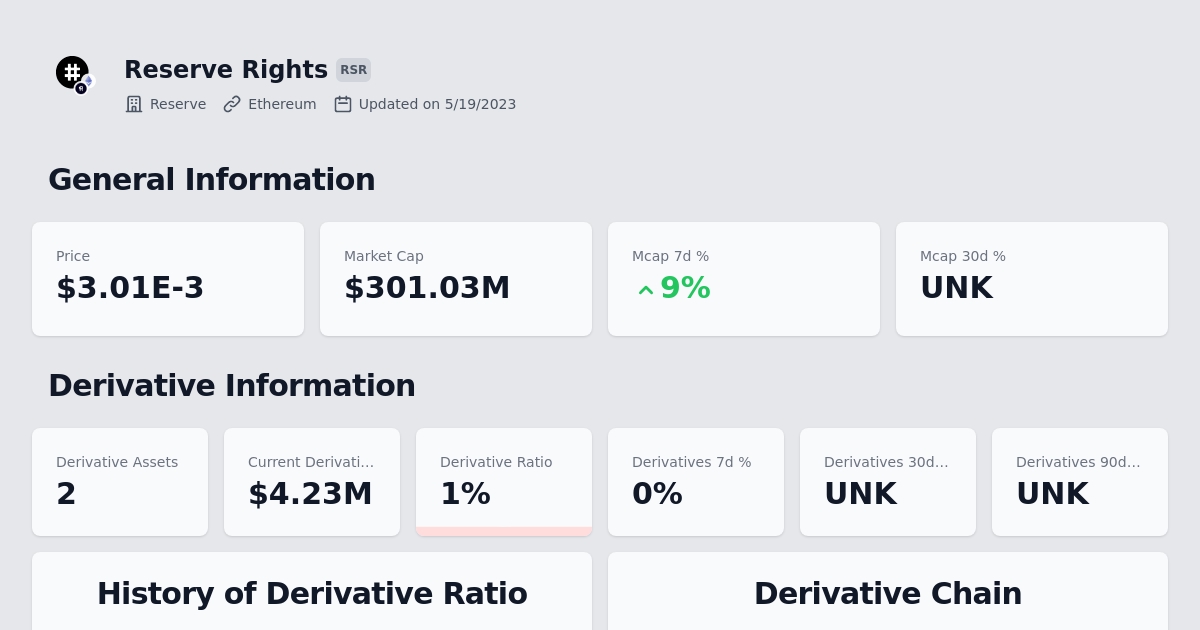 Reserve Rights RSR
Reserve Ethereum Updated on 5/19/2023
General Information
Price
$3.01E-3
Market Cap
$301.03M
Mcap 7d %
9%
Mcap 30d %
UNK
Derivative Information
Derivative Assets
2
Current Derivati...
$4.23M
Derivative Ratio
1%
Derivatives 7d %
0%
Derivatives 30d...
UNK
Derivatives 90d...
UNK
History of Derivative Ratio
Derivative Chain